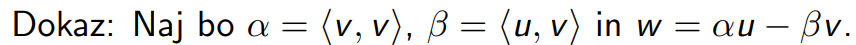 Dokaz: Naj bo α = ⟨v, v⟩, β = ⟨u, v⟩ in w = αu − βv.